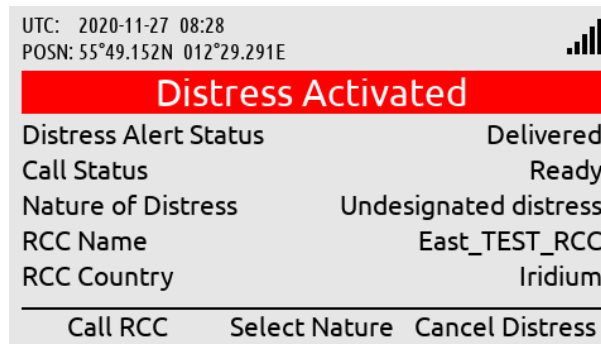 UTC: 2020-11-27 08:28
POSN: 55°49.152N 012°29.291E
Distress Activated
Distress Alert Status Delivered
Call Status Ready
Nature of Distress Undesignated distress
RCC Name East_TEST_RCC
RCC Country Iridium
Call RCC Select Nature Cancel Distress